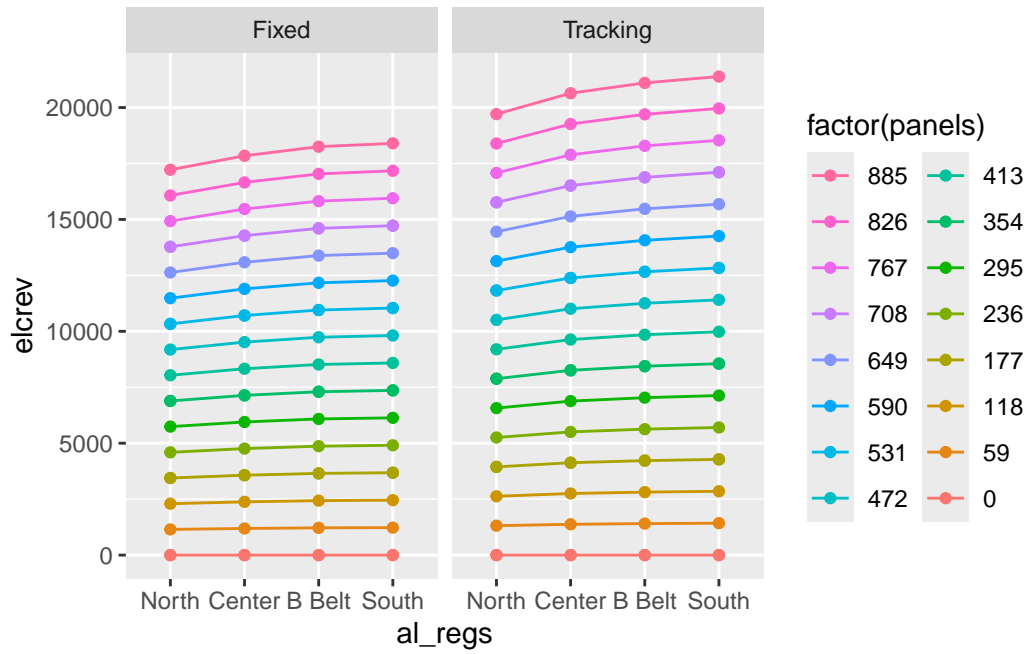 Fixed Tracking
20000
15000
10000
5000
0
elcrev
North Center B Belt South North Center B Belt South
al_regs
factor(panels)
885 413
826 354
767 295
708 236
649 177
590 118
531 59
472 0